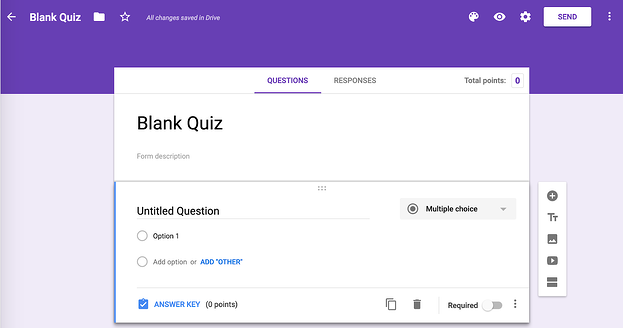 Blank Quiz All changes saved in Drive SEND
QUESTIONS RESPONSES Total points: 0
Blank Quiz
Form description
Untitled Question Multiple choice
Option 1
Add option or ADD "OTHER"
ANSWER KEY (0 points) Required
Tт